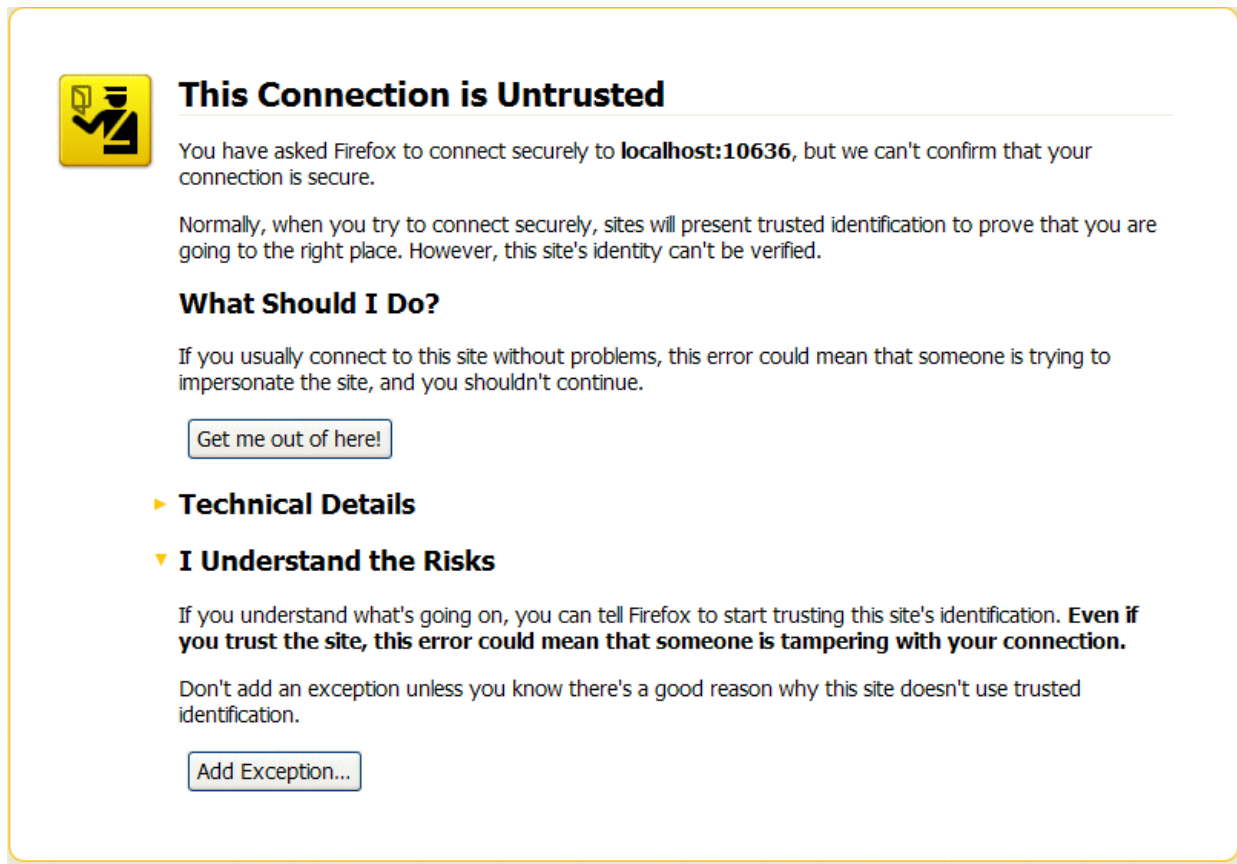 This Connection is Untrusted
You have asked Firefox to connect securely to localhost:10636, but we can't confirm that your
connection is secure.
Normally, when you try to connect securely, sites will present trusted identification to prove that you are
going to the right place. However, this site's identity can't be verified.
What Should I Do?
If you usually connect to this site without problems, this error could mean that someone is trying to
impersonate the site, and you shouldn't continue.
Get me out of here!
Technical Details
I Understand the Risks
If you understand what's going on, you can tell Firefox to start trusting this site's identification. Even if
you trust the site, this error could mean that someone is tampering with your connection.
Don't add an exception unless you know there's a good reason why this site doesn't use trusted
identification.
Add Exception...